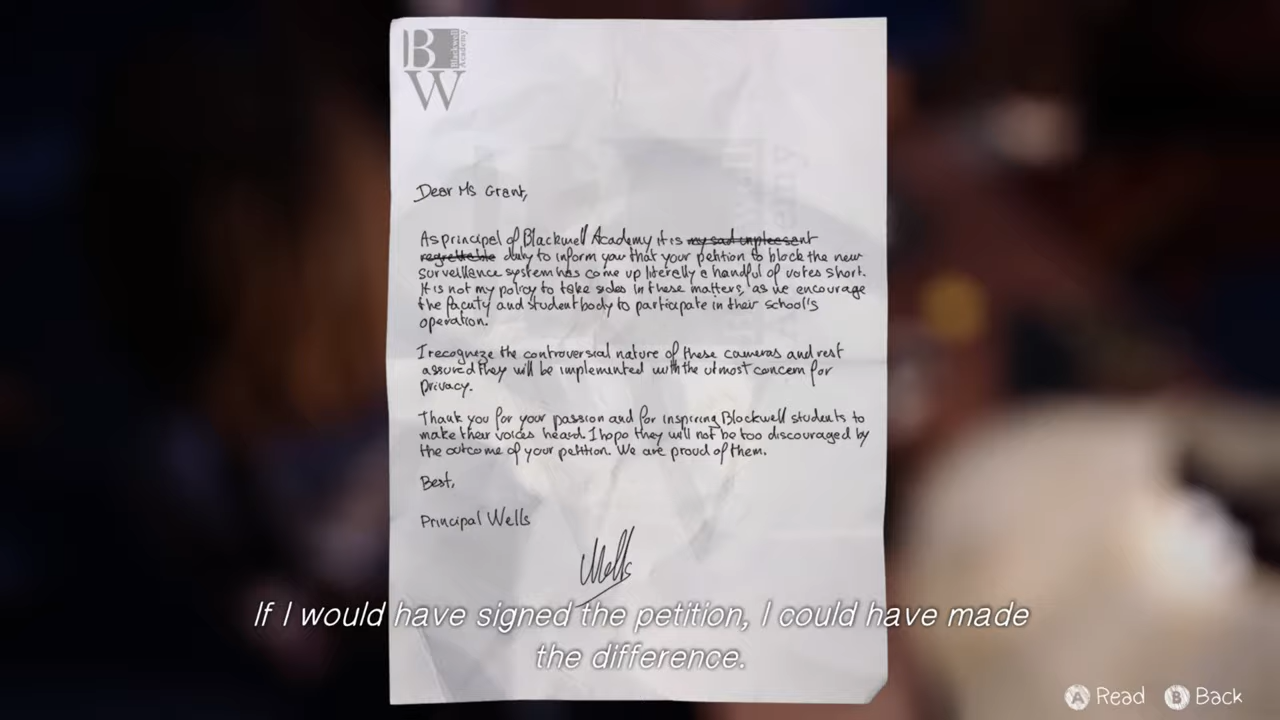 BW
Blackwell
Academy
Dear Ms Grant,
As principel of Blackwell Academy it is my sad unpleesent
regrettable duty to inform you that your petition to block the new
surveillance system has come up literally a handful of votes short.
It is not my policy to take sides in these matters, as we encourage
the facuty and student body to participate in their school's
operation.
I recogneze the controversial nature of these cameras and rest
assured they will be implemented with the utmost concern for
privacy.
Thank you for your passion and for inspiring Blackwell students to
make their voices heard. I hope they will not be too discouraged by
the outcome of your petition. We are proud of them.
Best,
Principal Wells
Wells
If I would have signed the petition, I could have made
the difference.
A Read B Back